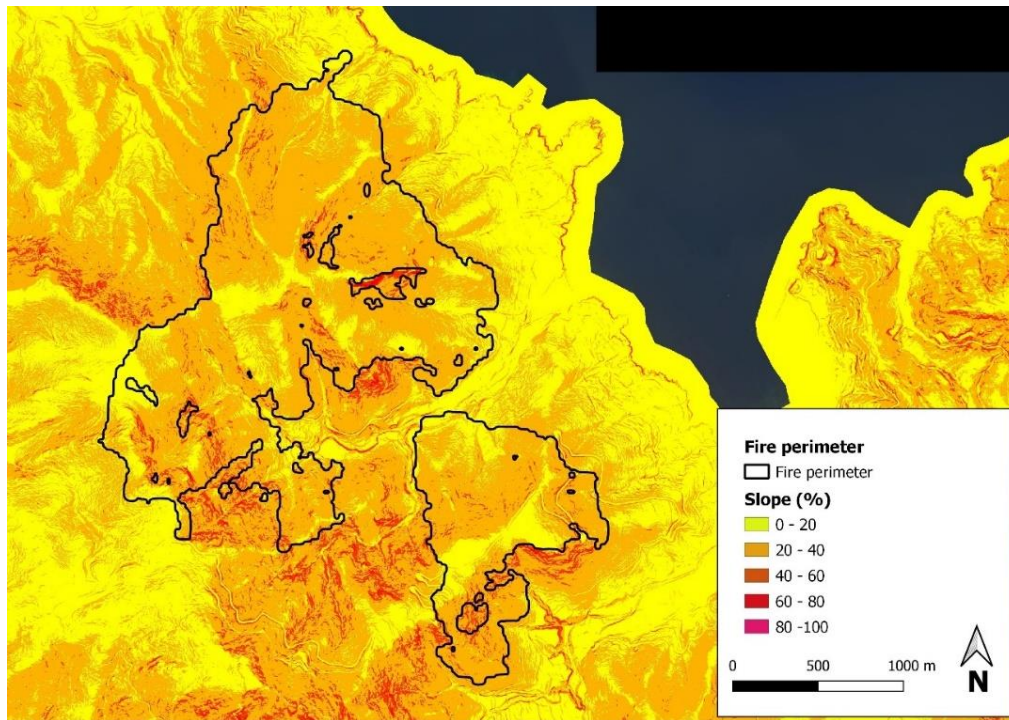 Fire perimeter
Fire perimeter
Slope (%)
0 - 20
20 - 40
40 - 60
60 - 80
80 -100
0 500 1000 m
N